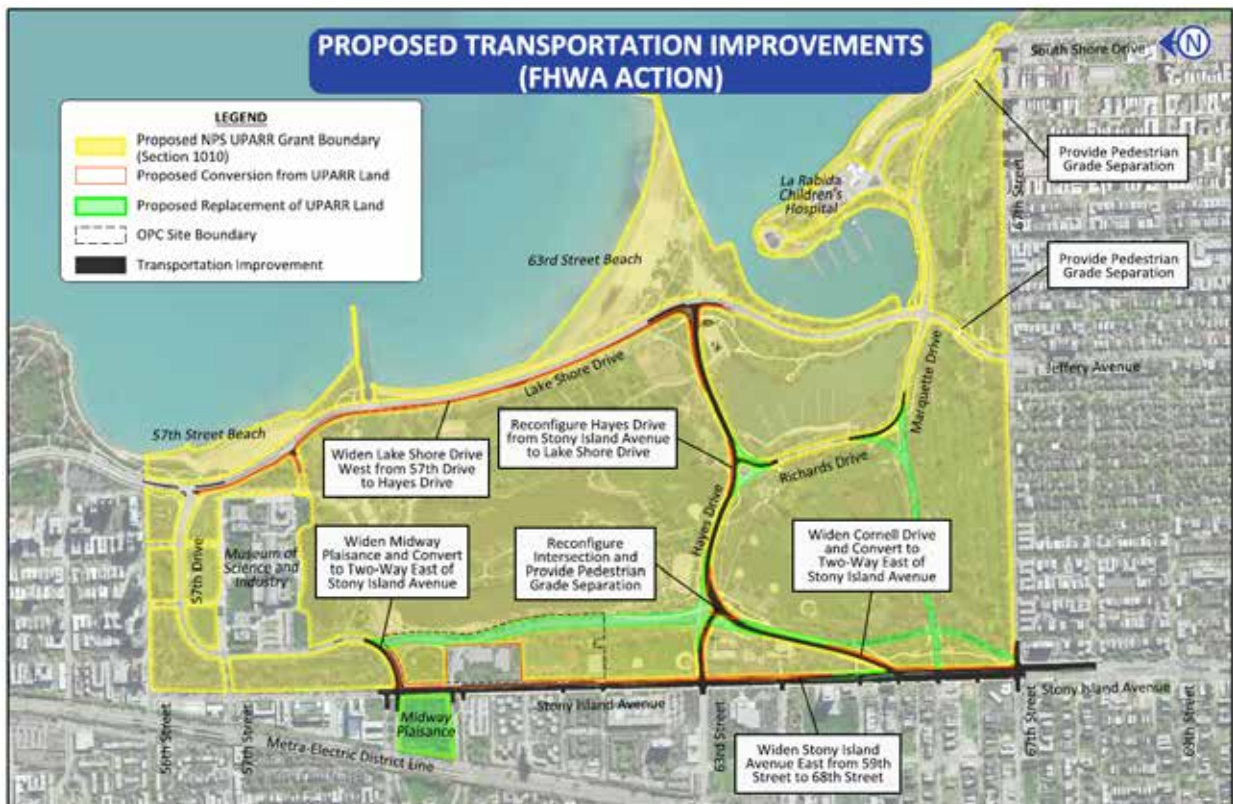 PROPOSED TRANSPORTATION IMPROVEMENTS
(FHWA ACTION)
South Shore Drive
N
LEGEND
Proposed NPS UPARR Grant Boundary
(Section 1010)
Proposed Conversion from UPARR Land
Proposed Replacement of UPARR Land
OPC Site Boundary
Transportation Improvement
La Rabida
Children's
Hospital
67th Street
Provide Pedestrian
Grade Separation
63rd Street Beach
Provide Pedestrian
Grade Separation
Lake Shore Drive
Marquette Drive
Jeffery Avenue
57th Street Beach
Widen Lake Shore Drive
West from 57th Drive
to Hayes Drive
Reconfigure Hayes Drive
from Stony Island Avenue
to Lake Shore Drive
Richards Drive
57th Drive
Museum of
Science and
Industry
Widen Midway
Plaisance and Convert
to Two-Way East of
Stony Island Avenue
Reconfigure
Intersection and
Provide Pedestrian
Grade Separation
Hayes Drive
Widen Cornell Drive
and Convert to
Two-Way East of
Stony Island Avenue
56th Street
57th Street
Midway
Plaisance
Metra-Electric District Line
Stony Island Avenue
63rd Street
Widen Stony Island
Avenue East from 59th
Street to 68th Street
67th Street
Stony Island Avenue